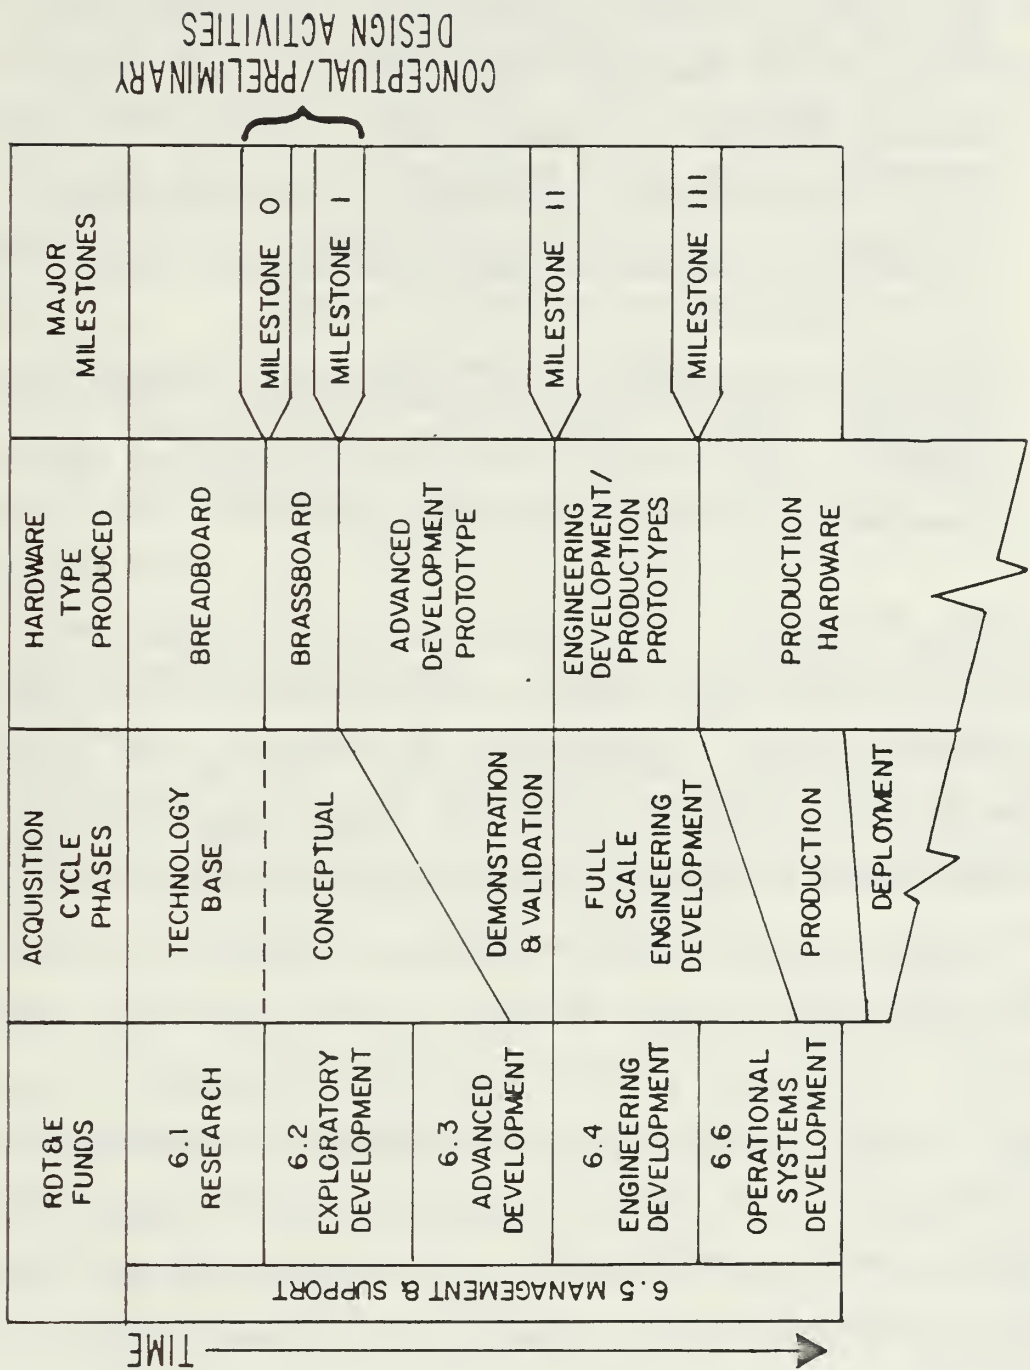 TIME
6.5 MANAGEMENT & SUPPORT
RDT&E
FUNDS
6.1
RESEARCH
6.2
EXPLORATORY
DEVELOPMENT
6.3
ADVANCED
DEVELOPMENT
6.4
ENGINEERING
DEVELOPMENT
6.6
OPERATIONAL
SYSTEMS
DEVELOPMENT
ACQUISITION
CYCLE
PHASES
TECHNOLOGY
BASE
CONCEPTUAL
DEMONSTRATION
& VALIDATION
FULL
SCALE
ENGINEERING
DEVELOPMENT
PRODUCTION
DEPLOYMENT
HARDWARE
TYPE
PRODUCED
BREADBOARD
BRASSBOARD
ADVANCED
DEVELOPMENT
PROTOTYPE
ENGINEERING
DEVELOPMENT/
PRODUCTION
PROTOTYPES
PRODUCTION
HARDWARE
MAJOR
MILESTONES
MILESTONE 0
MILESTONE I
MILESTONE II
MILESTONE III
CONCEPTUAL/PRELIMINARY
DESIGN ACTIVITIES